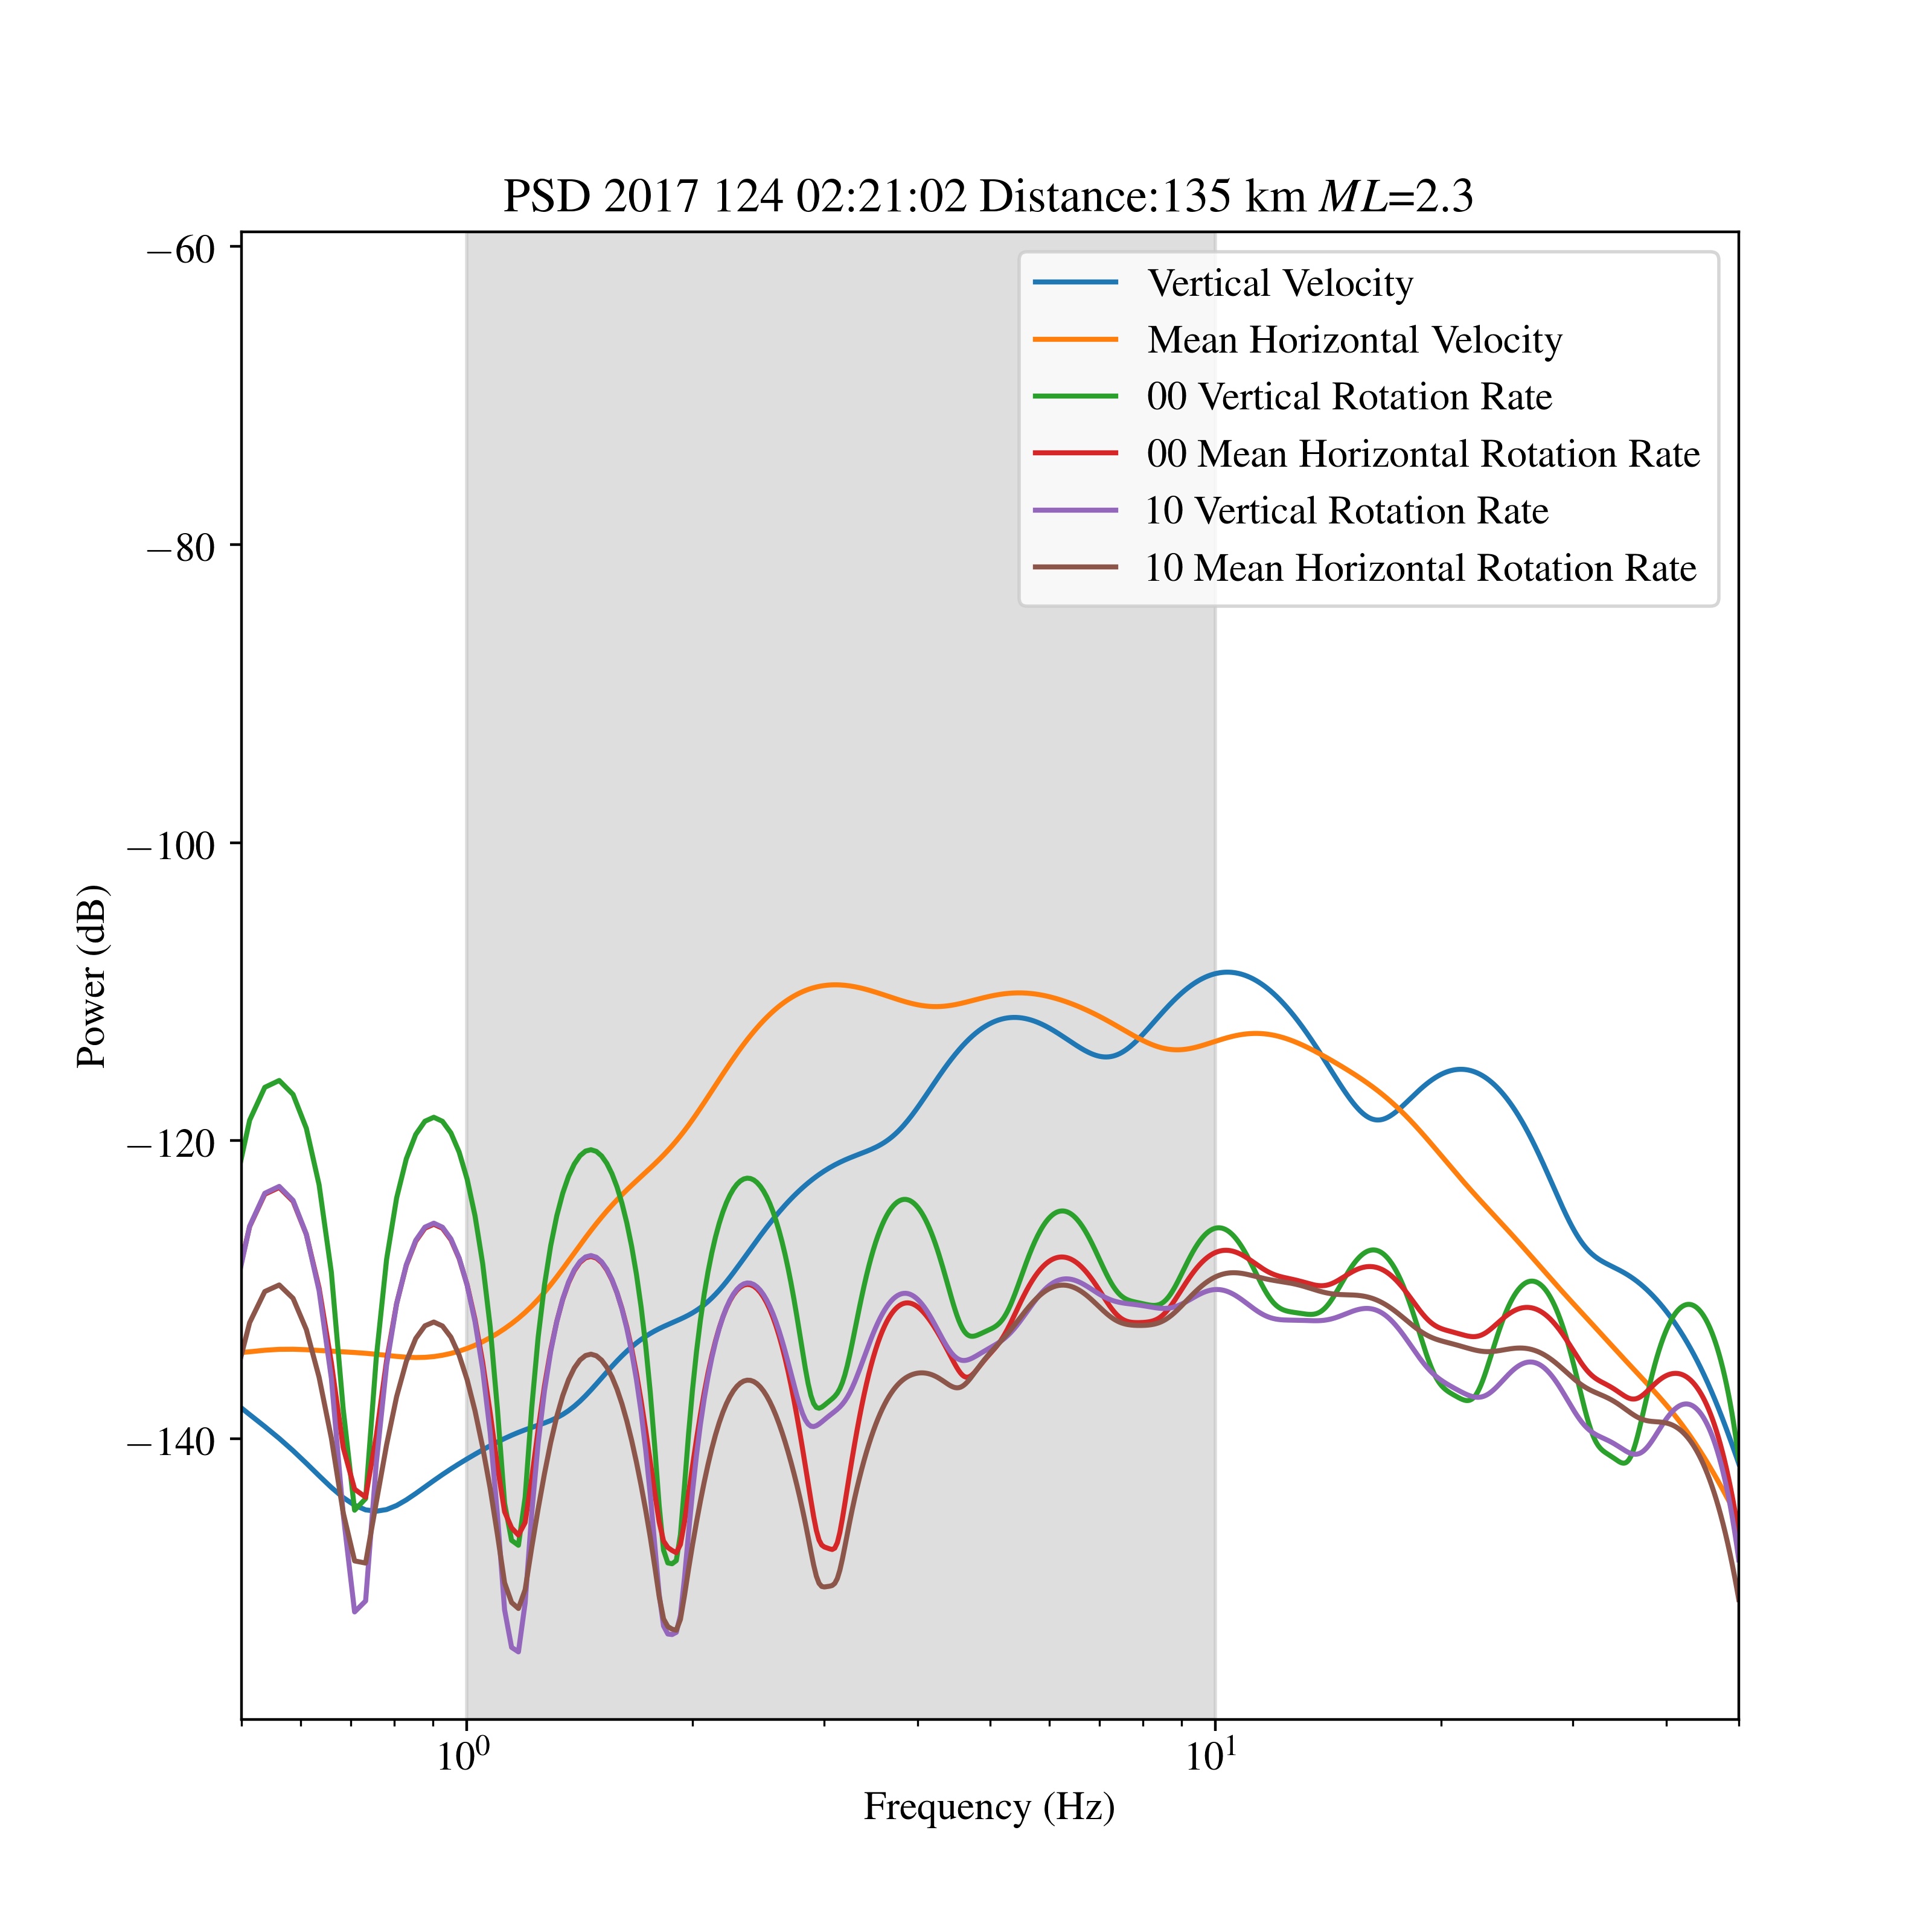 PSD 2017 124 02:21:02 Distance:135 km ML=2.3
Vertical Velocity
Mean Horizontal Velocity
00 Vertical Rotation Rate
00 Mean Horizontal Rotation Rate
10 Vertical Rotation Rate
10 Mean Horizontal Rotation Rate
−60
−80
−100
−120
−140
Power (dB)
10⁰
10¹
Frequency (Hz)